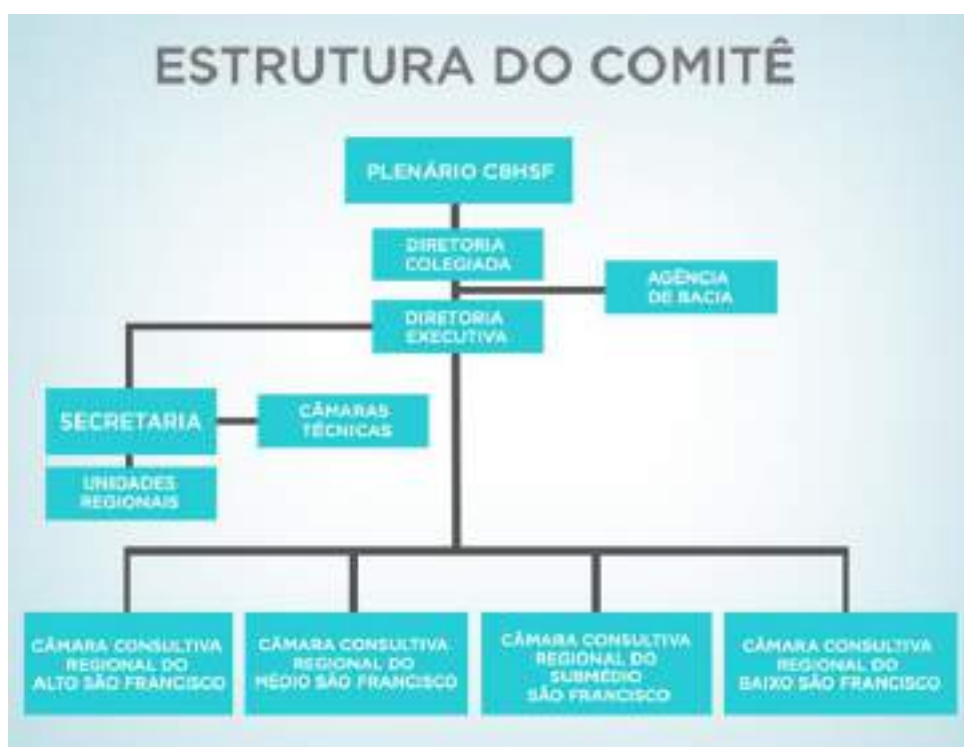 ESTRUTURA DO COMITÊ
PLENÁRIO CBHSF
DIRETORIA
COLEGIADA
AGÊNCIA
DE BACIA
DIRETORIA
EXECUTIVA
SECRETARIA
CÂMARAS
TÉCNICAS
UNIDADES
REGIONAIS
CÂMARA CONSULTIVA
REGIONAL DO
ALTO SÃO FRANCISCO
CÂMARA CONSULTIVA
REGIONAL DO
MÉDIO SÃO FRANCISCO
CÂMARA CONSULTIVA
REGIONAL DO
SUBMÉDIO
SÃO FRANCISCO
CÂMARA CONSULTIVA
REGIONAL DO
BAIXO SÃO FRANCISCO